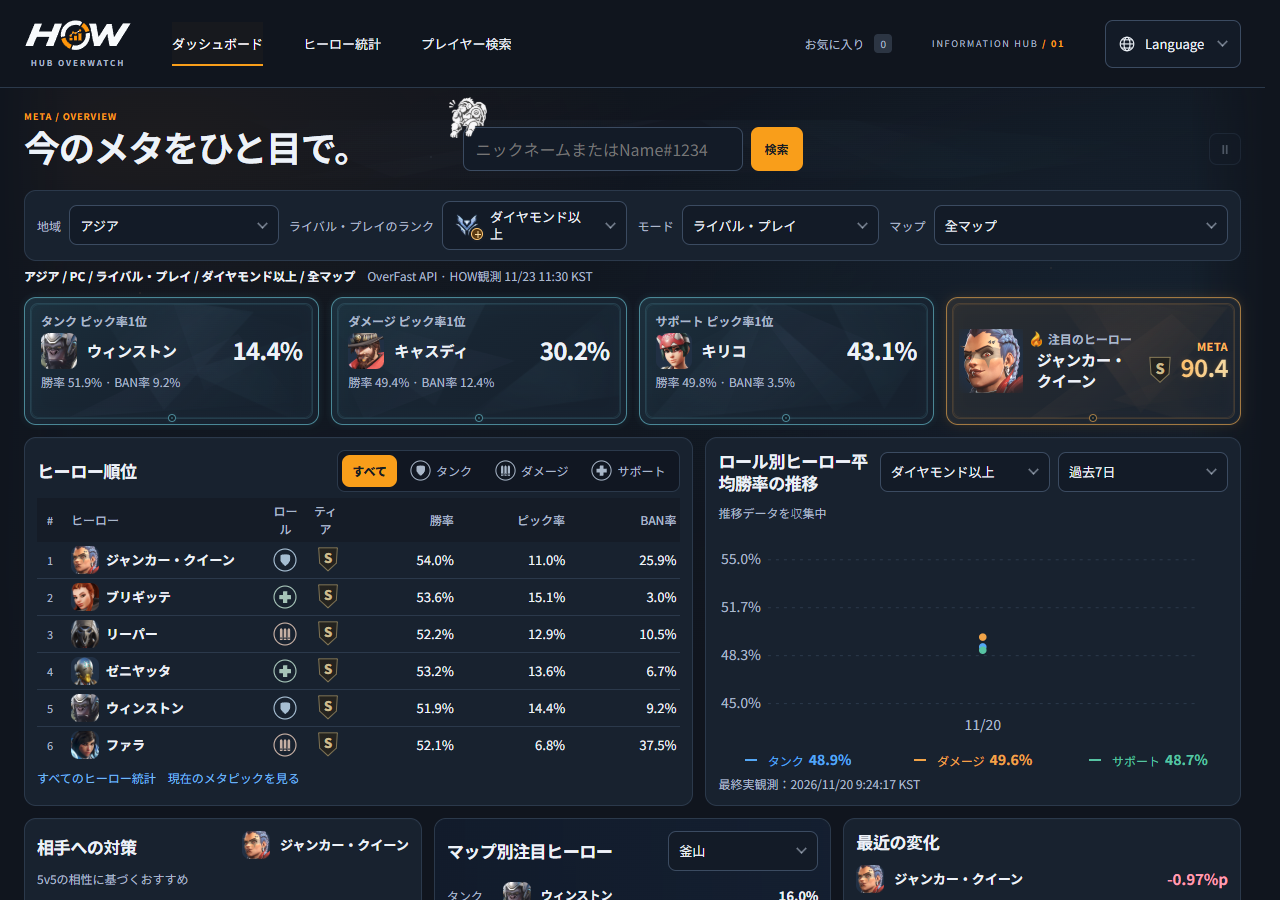 HOW
HUB OVERWATCH
ダッシュボード
ヒーロー統計
プレイヤー検索
お気に入り 0
INFORMATION HUB / 01
Language
META / OVERVIEW
今のメタをひと目で。
ニックネームまたはName#1234
検索
地域
アジア
ライバル・プレイのランク
ダイヤモンド以
上
モード
ライバル・プレイ
マップ
全マップ
アジア / PC / ライバル・プレイ / ダイヤモンド以上 / 全マップ OverFast API · HOW観測 11/23 11:30 KST
タンク ピック率1位
ウィンストン 14.4%
勝率 51.9% · BAN率 9.2%
ダメージ ピック率1位
キャスディ 30.2%
勝率 49.4% · BAN率 12.4%
サポート ピック率1位
キリコ 43.1%
勝率 49.8% · BAN率 3.5%
🔥 注目のヒーロー
ジャンカー・
クイーン
META
S 90.4
ヒーロー順位
すべて タンク ダメージ サポート
# ヒーロー ロー
ル ティ
ア 勝率 ピック率 BAN率
1 ジャンカー・クイーン S 54.0% 11.0% 25.9%
2 ブリギッテ S 53.6% 15.1% 3.0%
3 リーパー S 52.2% 12.9% 10.5%
4 ゼニヤッタ S 53.2% 13.6% 6.7%
5 ウィンストン S 51.9% 14.4% 9.2%
6 ファラ S 52.1% 6.8% 37.5%
すべてのヒーロー統計 現在のメタピックを見る
ロール別ヒーロー平
均勝率の推移
ダイヤモンド以上
過去7日
推移データを収集中
55.0%
51.7%
48.3%
45.0%
11/20
タンク 48.9% ダメージ 49.6% サポート 48.7%
最終実観測：2026/11/20 9:24:17 KST
相手への対策
ジャンカー・クイーン
5v5の相性に基づくおすすめ
マップ別注目ヒーロー
釜山
タンク ウィンストン 16.0%
最近の変化
ジャンカー・クイーン -0.97%p